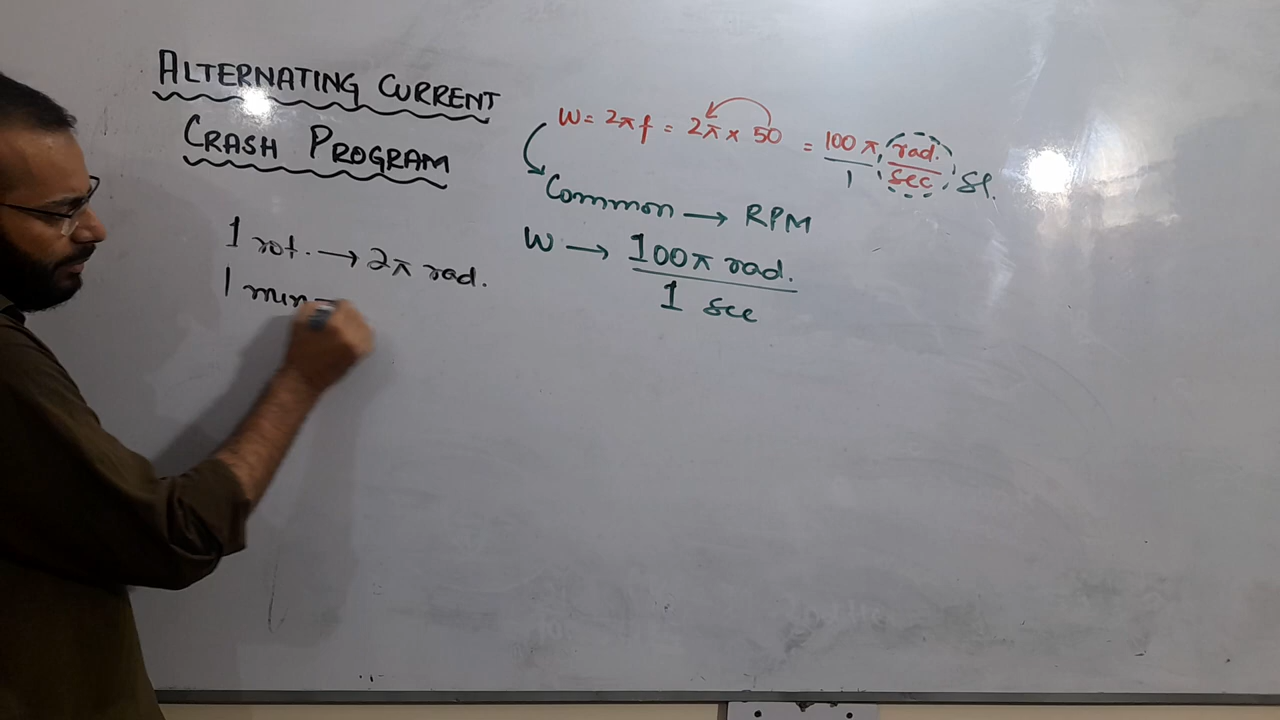 ALTERNATING CURRENT
CRASH PROGRAM
1 rot. → 2π rad.
1 min
W = 2πf = 2π × 50 = 100 π/1 rad./sec SI.
Common → RPM
W → 100π rad./1 sec